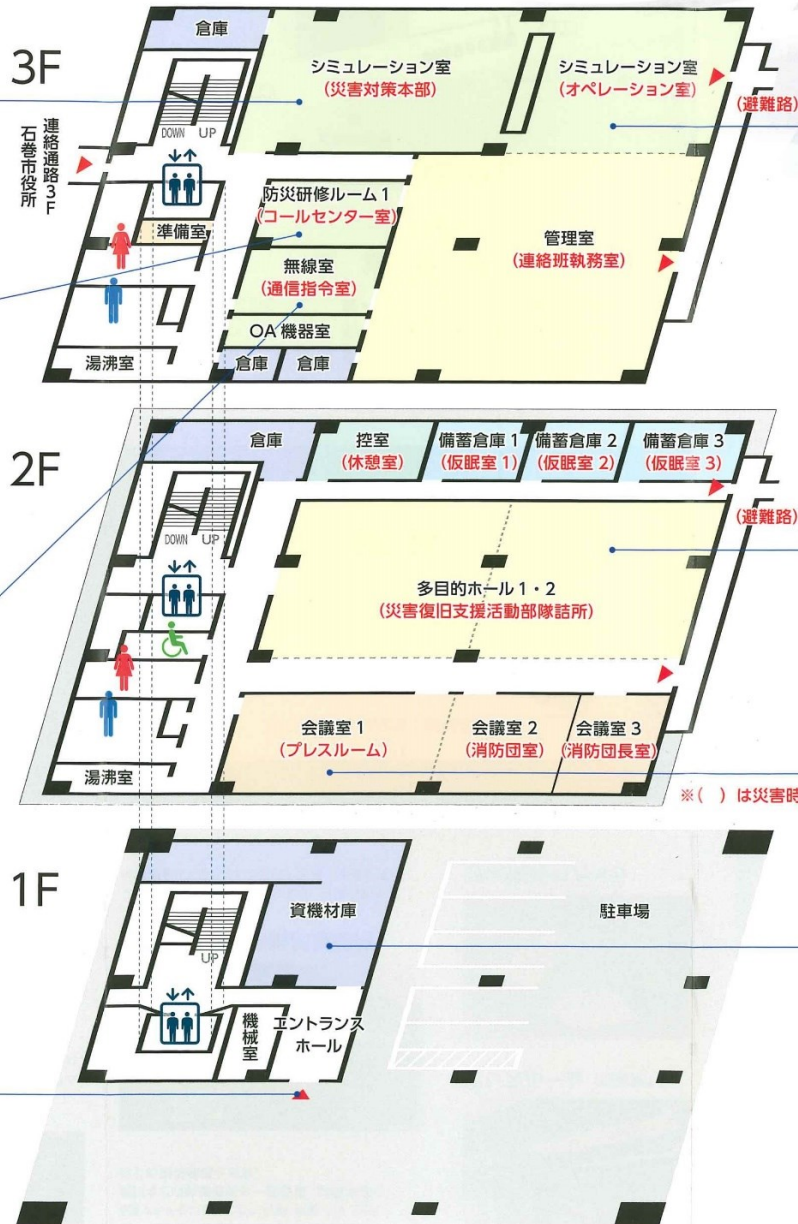 3F
倉庫
シミュレーション室
(災害対策本部)
シミュレーション室
(オペレーション室)
(避難路)
DOWN UP
連絡通路3F
石巻市役所
防災研修ルーム1
(コールセンター室)
準備室
管理室
(連絡班執務室)
無線室
(通信指令室)
OA機器室
湯沸室
倉庫
倉庫
2F
倉庫
控室
(休憩室)
備蓄倉庫1
(仮眠室1)
備蓄倉庫2
(仮眠室2)
備蓄倉庫3
(仮眠室3)
(避難路)
DOWN UP
多目的ホール1・2
(災害復旧支援活動部隊詰所)
会議室1
(プレスルーム)
会議室2
(消防団室)
会議室3
(消防団長室)
湯沸室
※( )は災害時
1F
資機材庫
駐車場
UP
機械室
エントランス
ホール